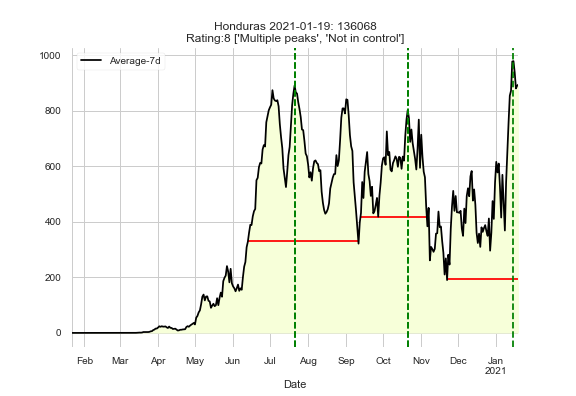 Honduras 2021-01-19: 136068
Rating:8 ['Multiple peaks', 'Not in control']
Average-7d
1000
800
600
400
200
0
Feb Mar Apr May Jun Jul Aug Sep Oct Nov Dec Jan
2021
Date